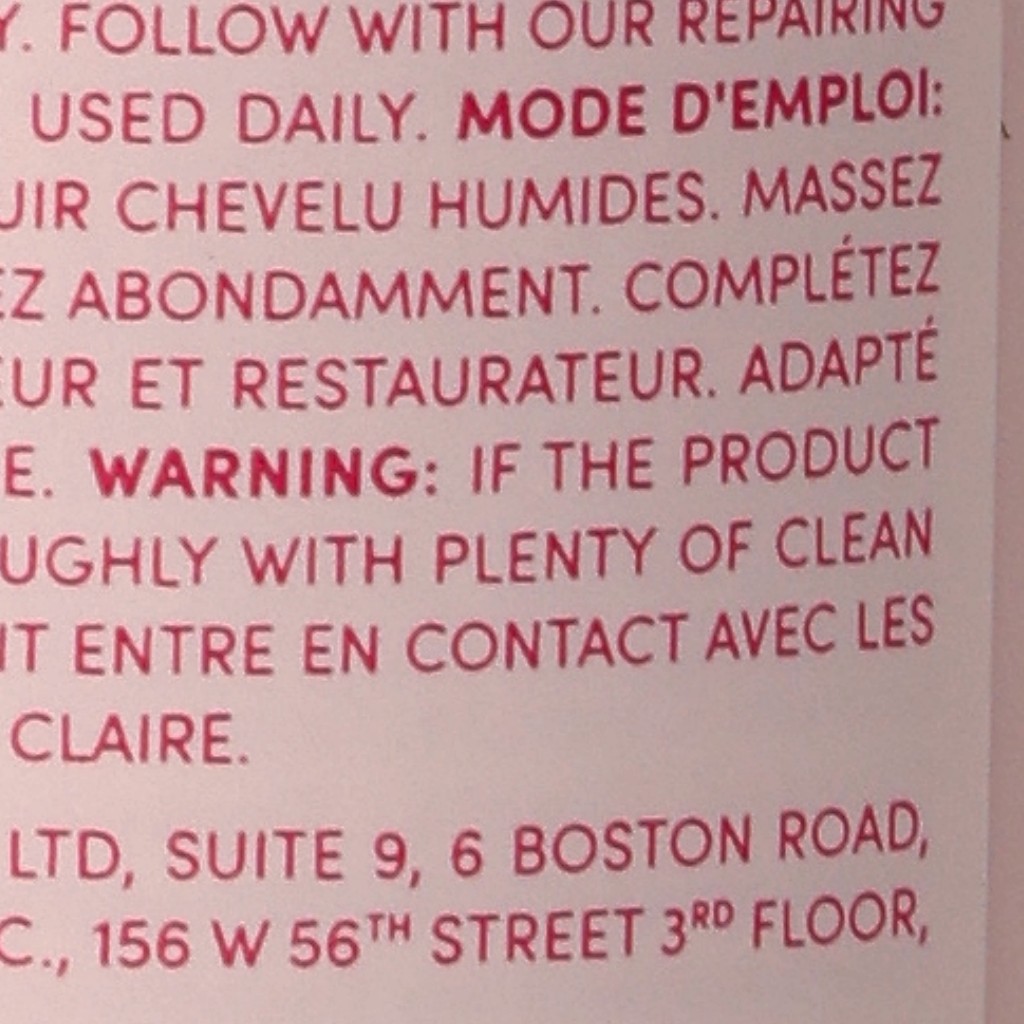 Y. FOLLOW WITH OUR REPAIRING
USED DAILY. MODE D'EMPLOI:
UIR CHEVELU HUMIDES. MASSEZ
EZ ABONDAMMENT. COMPLÉTEZ
EUR ET RESTAURATEUR. ADAPTÉ
E. WARNING: IF THE PRODUCT
UGHLY WITH PLENTY OF CLEAN
NT ENTRE EN CONTACT AVEC LES
CLAIRE.
LTD, SUITE 9, 6 BOSTON ROAD,
C., 156 W 56TH STREET 3RD FLOOR,